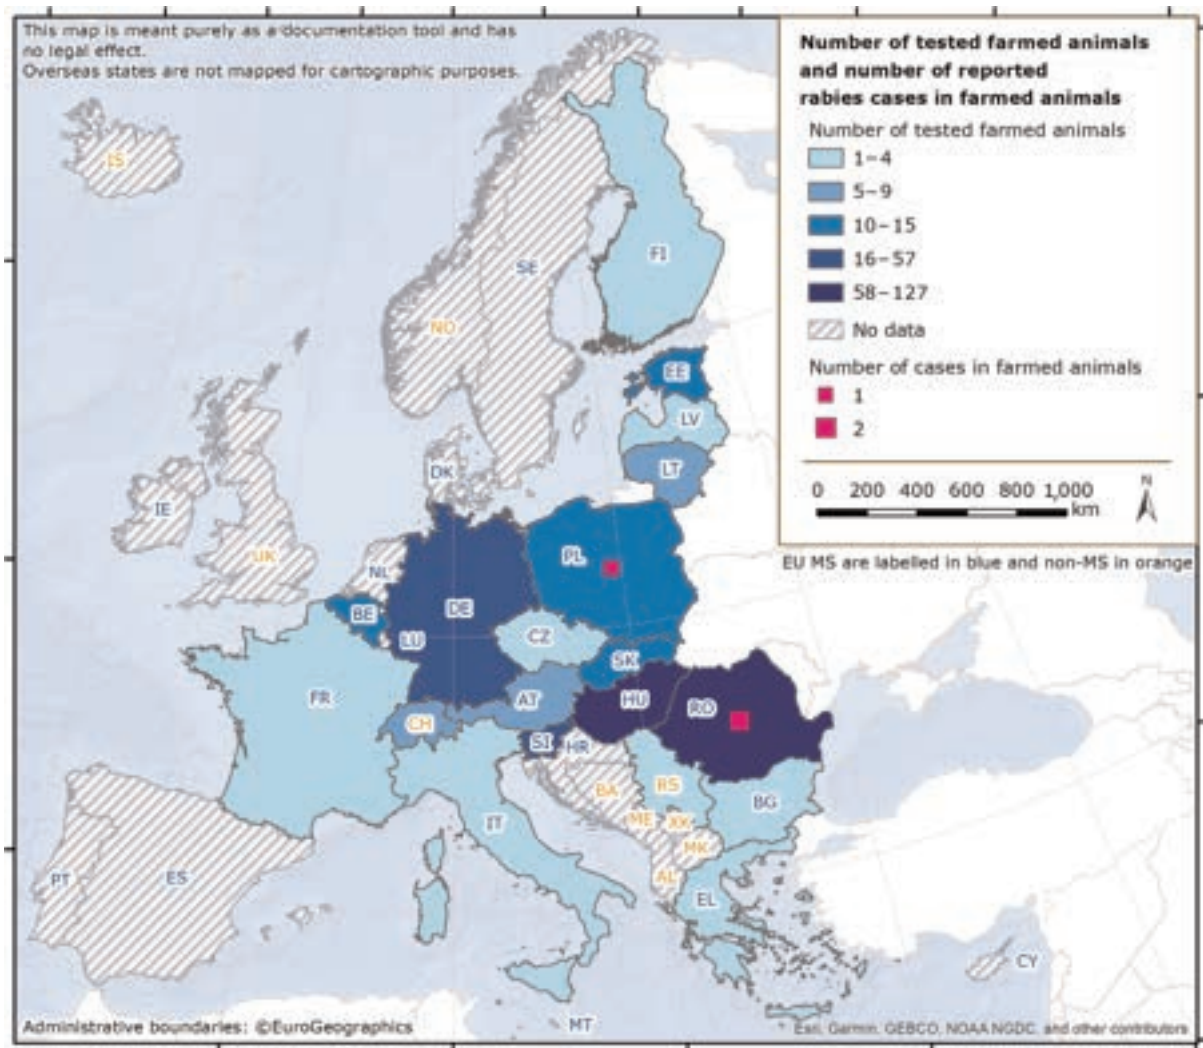 This map is meant purely as a documentation tool and has
no legal effect.
Overseas states are not mapped for cartographic purposes.
Number of tested farmed animals
and number of reported
rabies cases in farmed animals
Number of tested farmed animals
1–4
5–9
10–15
16–57
58–127
No data
Number of cases in farmed animals
1
2
0 200 400 600 800 1,000
km
N
EU MS are labelled in blue and non-MS in orange
IS
FI
SE
NO
EE
LV
LT
DK
IE
UK
NL
PL
BE
DE
LU
CZ
SK
FR
AT
HU
RO
CH
SI
HR
BA
RS
BG
ME
XK
MK
IT
AL
EL
PT
ES
CY
MT
Administrative boundaries: ©EuroGeographics
Esri, Garmin, GEBCO, NOAA NGDC, and other contributors